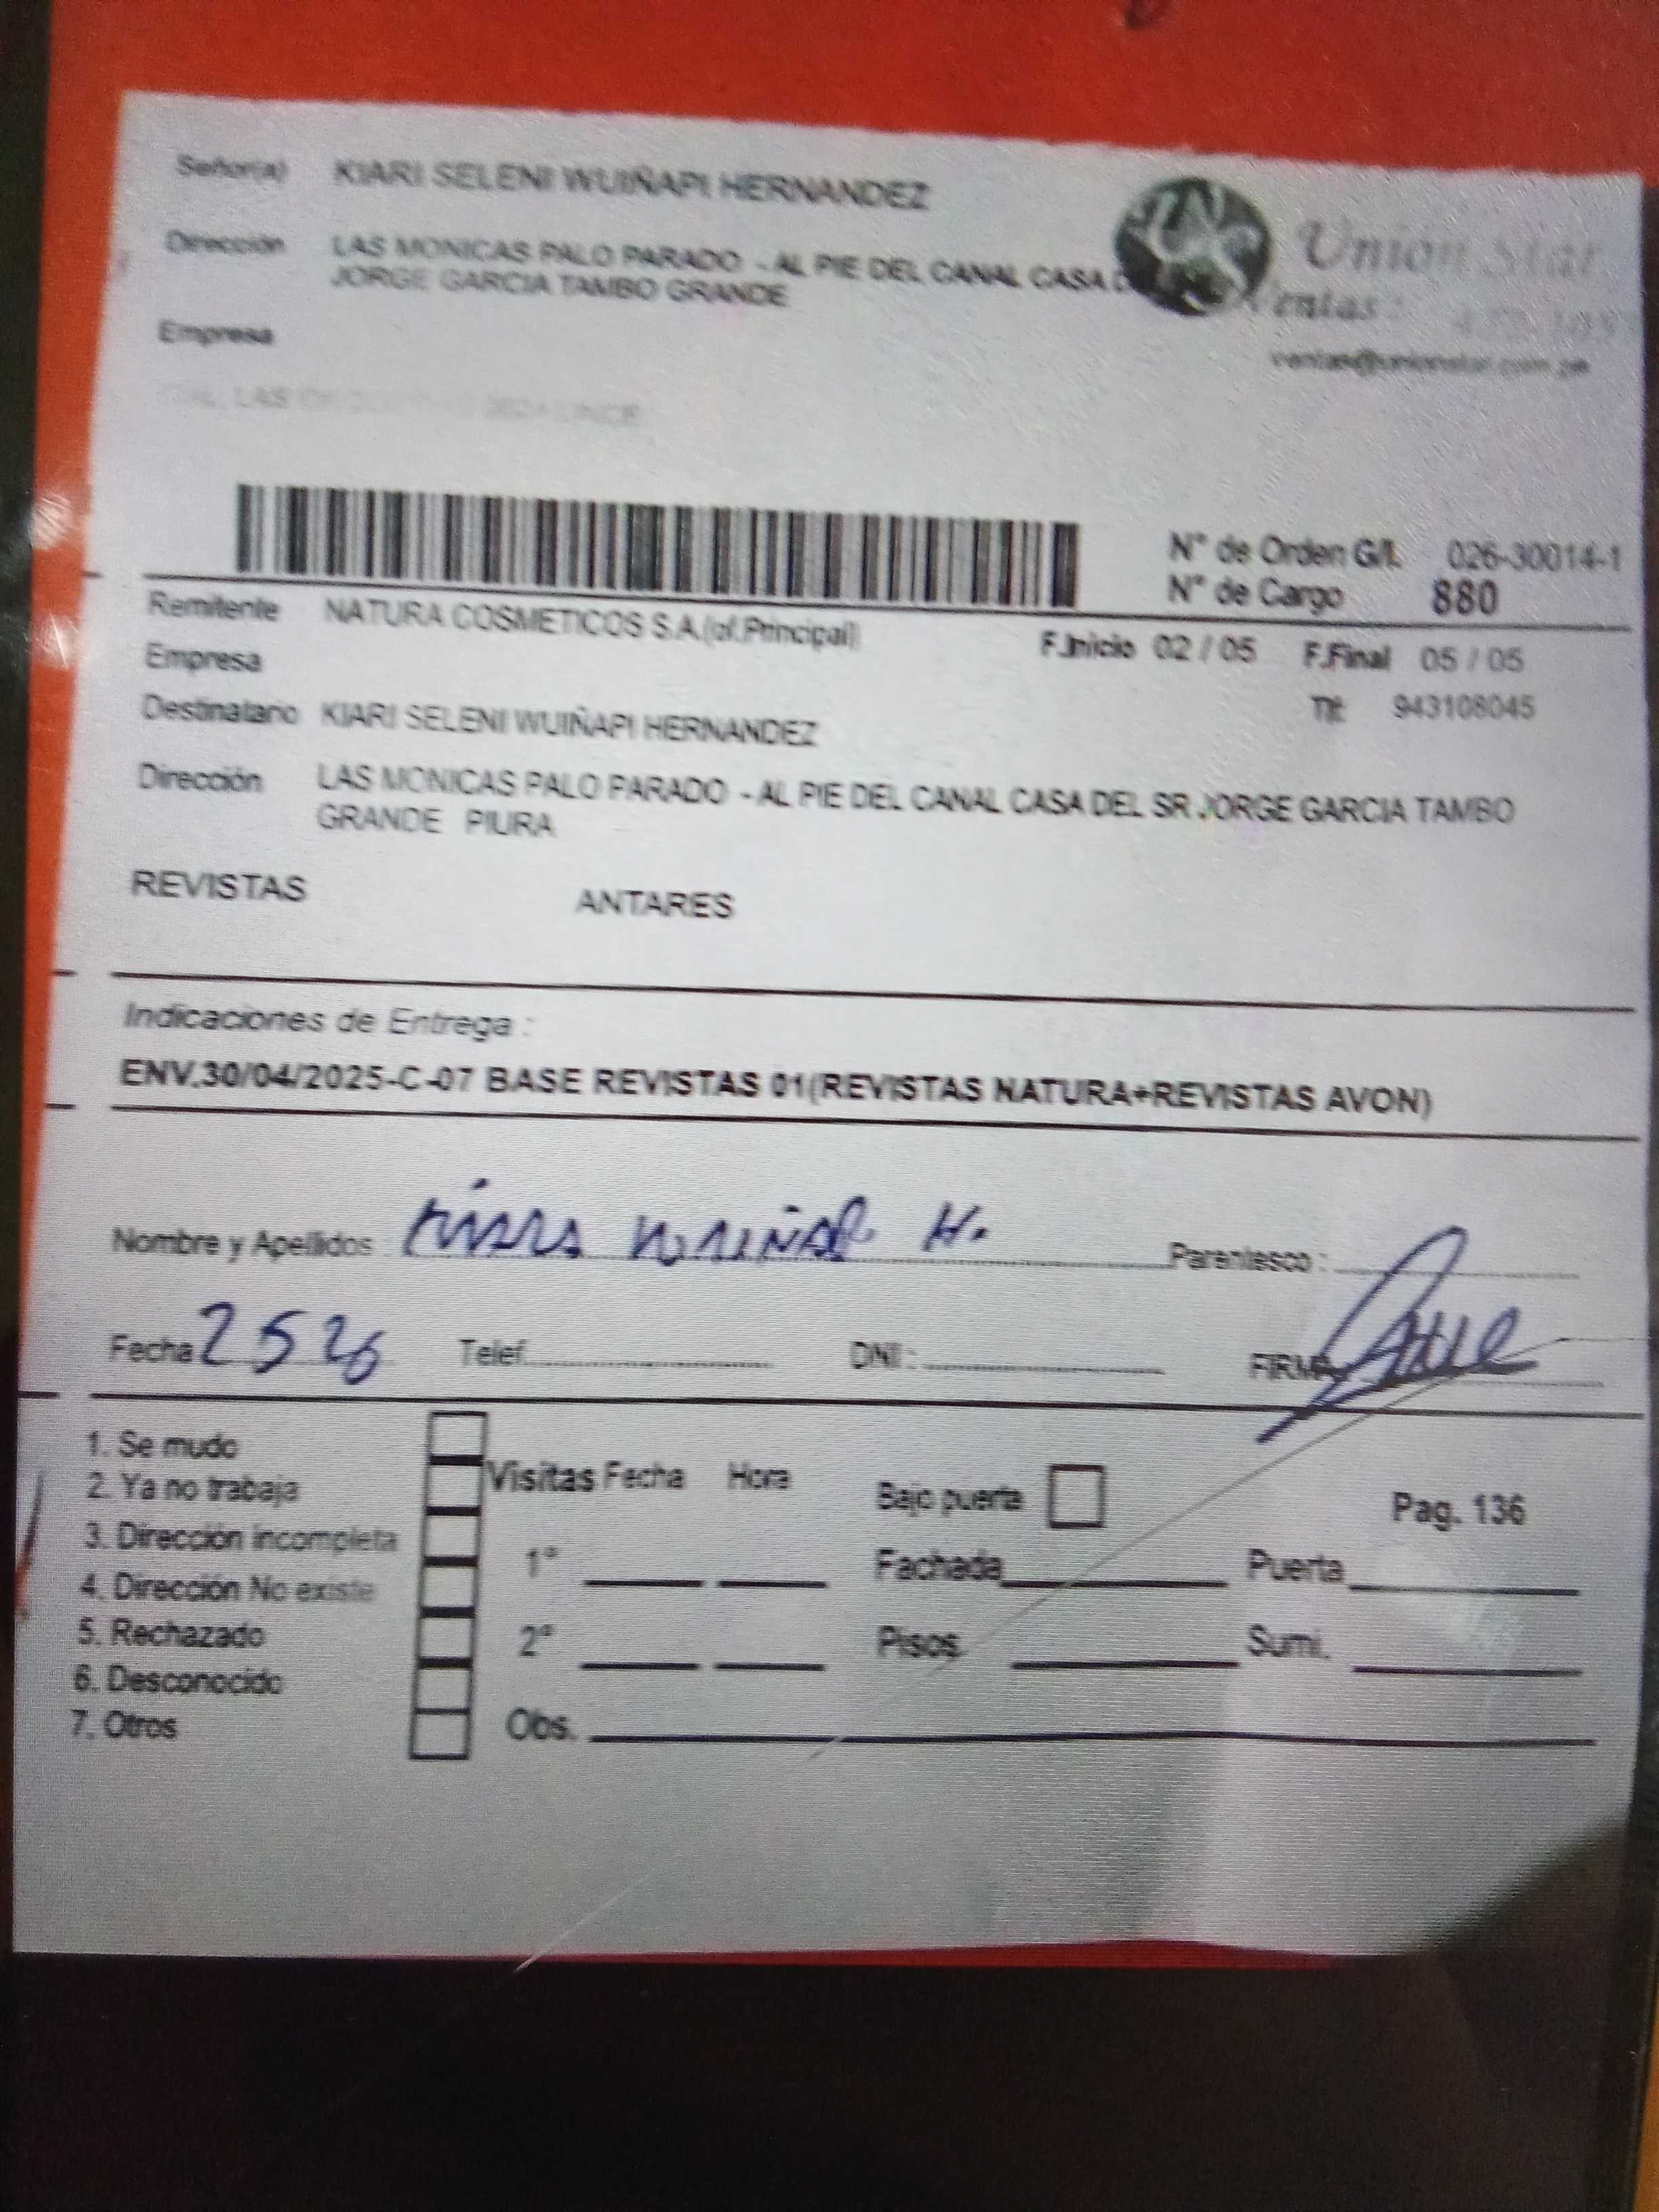 Señor(a) KIARI SELENI WUIÑAPI HERNANDEZ
Dirección LAS MONICAS PALO PARADO - AL PIE DEL CANAL CASA
JORGE GARCIA TAMBO GRANDE
Unión Star
Ventas :
Empresa
ventas@unionstar.com.pe
N° de Orden G/L 026-30014-1
N° de Cargo 880
Remitente NATURA COSMETICOS S.A.(of.Principal)
F.Inicio 02 / 05 F.Final 05 / 05
Empresa
Tlf: 943108045
Destinatario KIARI SELENI WUIÑAPI HERNANDEZ
Dirección LAS MONICAS PALO PARADO - AL PIE DEL CANAL CASA DEL SR JORGE GARCIA TAMBO
GRANDE PIURA
REVISTAS ANTARES
Indicaciones de Entrega :
ENV.30/04/2025-C-07 BASE REVISTAS 01(REVISTAS NATURA+REVISTAS AVON)
Nombre y Apellidos H. Parentesco :
Fecha 2 5 Telef. DNI : FIRMA
1. Se mudo
2. Ya no trabaja
3. Dirección incompleta
4. Dirección No existe
5. Rechazado
6. Desconocido
7. Otros
Visitas Fecha Hora
1°
2°
Obs.
Bajo puerta
Pag. 136
Fachada Puerta
Pisos Sumi.